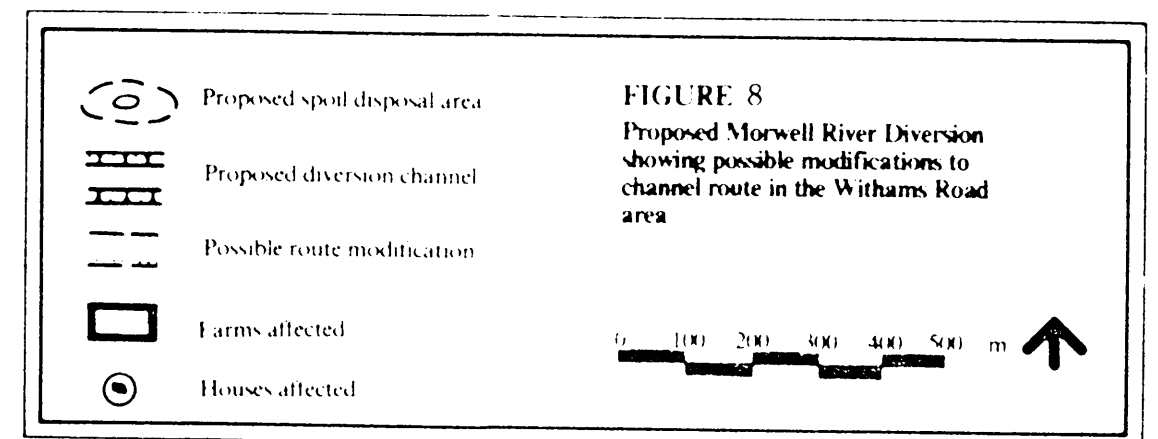 Proposed spoil disposal area
Proposed diversion channel
Possible route modification
Farms affected
Houses affected
FIGURE 8
Proposed Morwell River Diversion
showing possible modifications to
channel route in the Withams Road
area
0 100 200 300 400 500 m